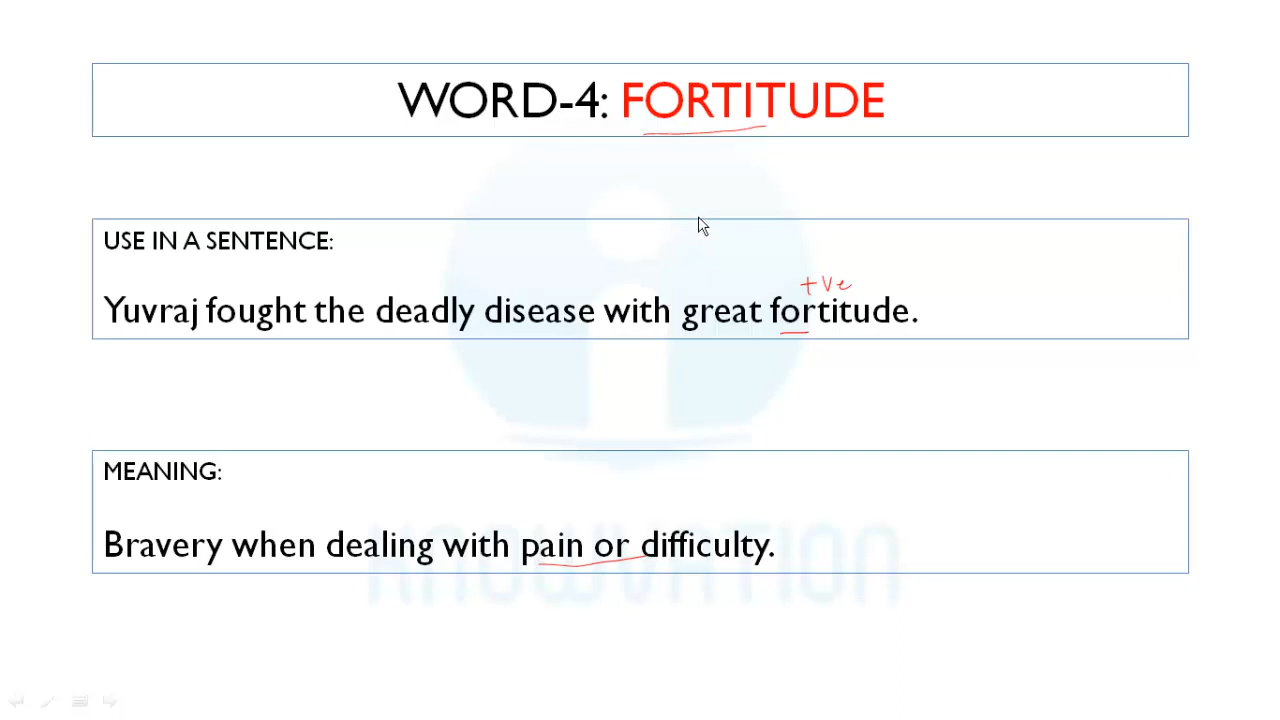 WORD-4: FORTITUDE
USE IN A SENTENCE:
+ve
Yuvraj fought the deadly disease with great fortitude.
MEANING:
Bravery when dealing with pain or difficulty.
KNOWVATION